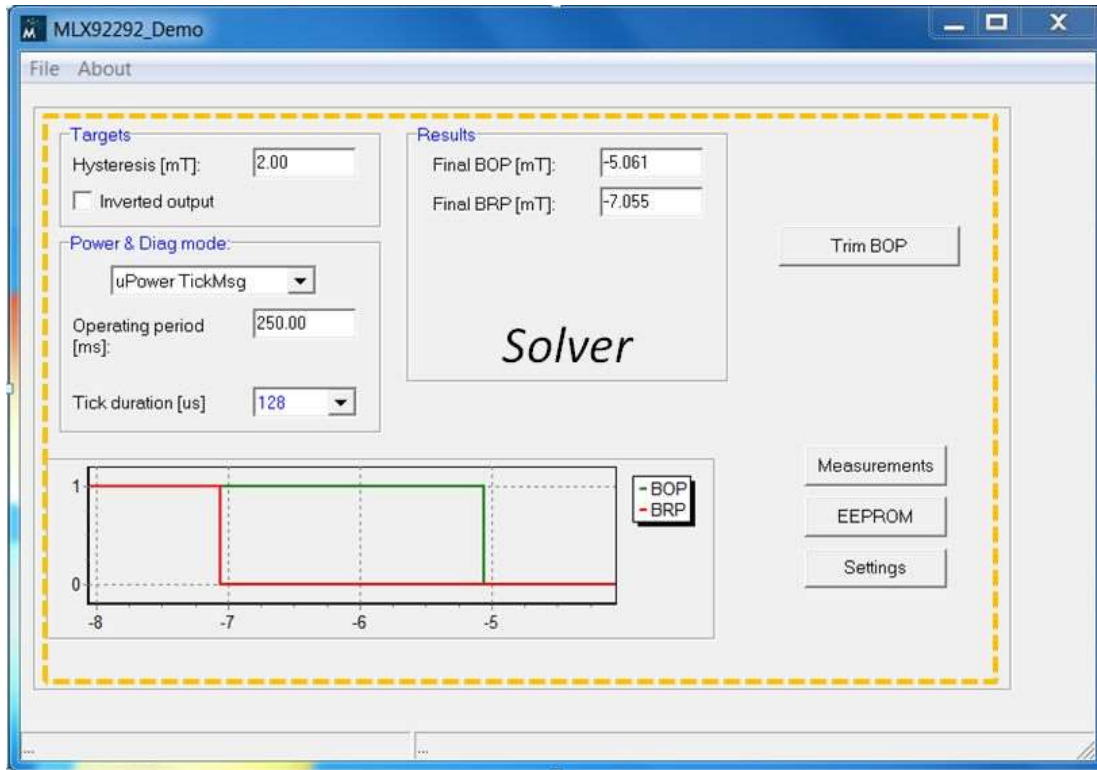 MLX92292_Demo
File About
Targets
Hysteresis [mT]: 2.00
Inverted output
Power & Diag mode:
uPower TickMsg
Operating period
[ms]:
250.00
Tick duration [us] 128
Results
Final BOP [mT]: -5.061
Final BRP [mT]: -7.055
Solver
Trim BOP
Measurements
EEPROM
Settings
1
0
-8 -7 -6 -5
BOP
BRP
...
...